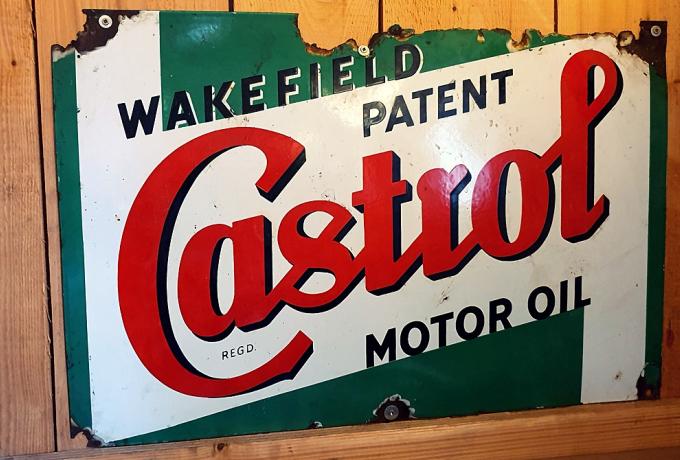 WAKEFIELD
PATENT
Castrol
REGD.
MOTOR OIL